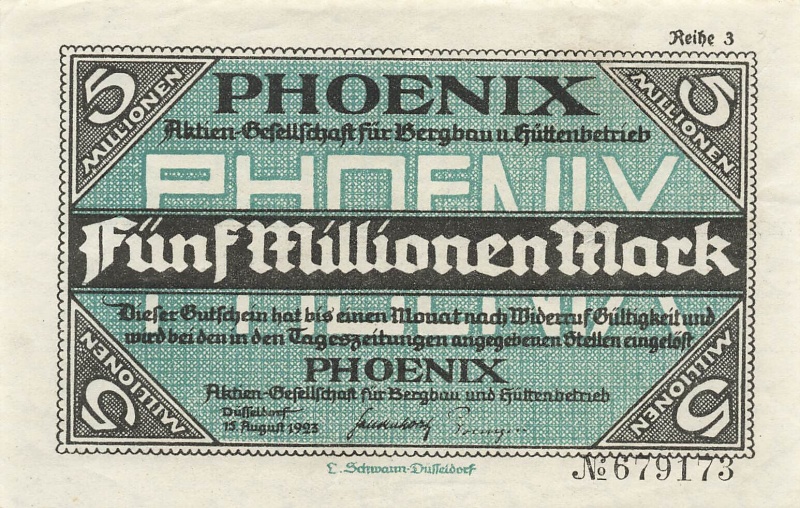 Reihe 3
5 MILLIONEN
5 MILLIONEN
PHOENIX
Aktien-Gesellschaft für Bergbau u. Hüttenbetrieb
PHOENIX
Fünf Millionen Mark
PHOENIX
Dieser Gutschein hat bis einen Monat nach Widerruf Gültigkeit und
wird bei den in den Tageszeitungen angegebenen Stellen eingelöst
PHOENIX
Aktien-Gesellschaft für Bergbau und Hüttenbetrieb
Düsseldorf
15. August 1923
5 MILLIONEN
5 MILLIONEN
№ 679173
L. Schwann-Düsseldorf